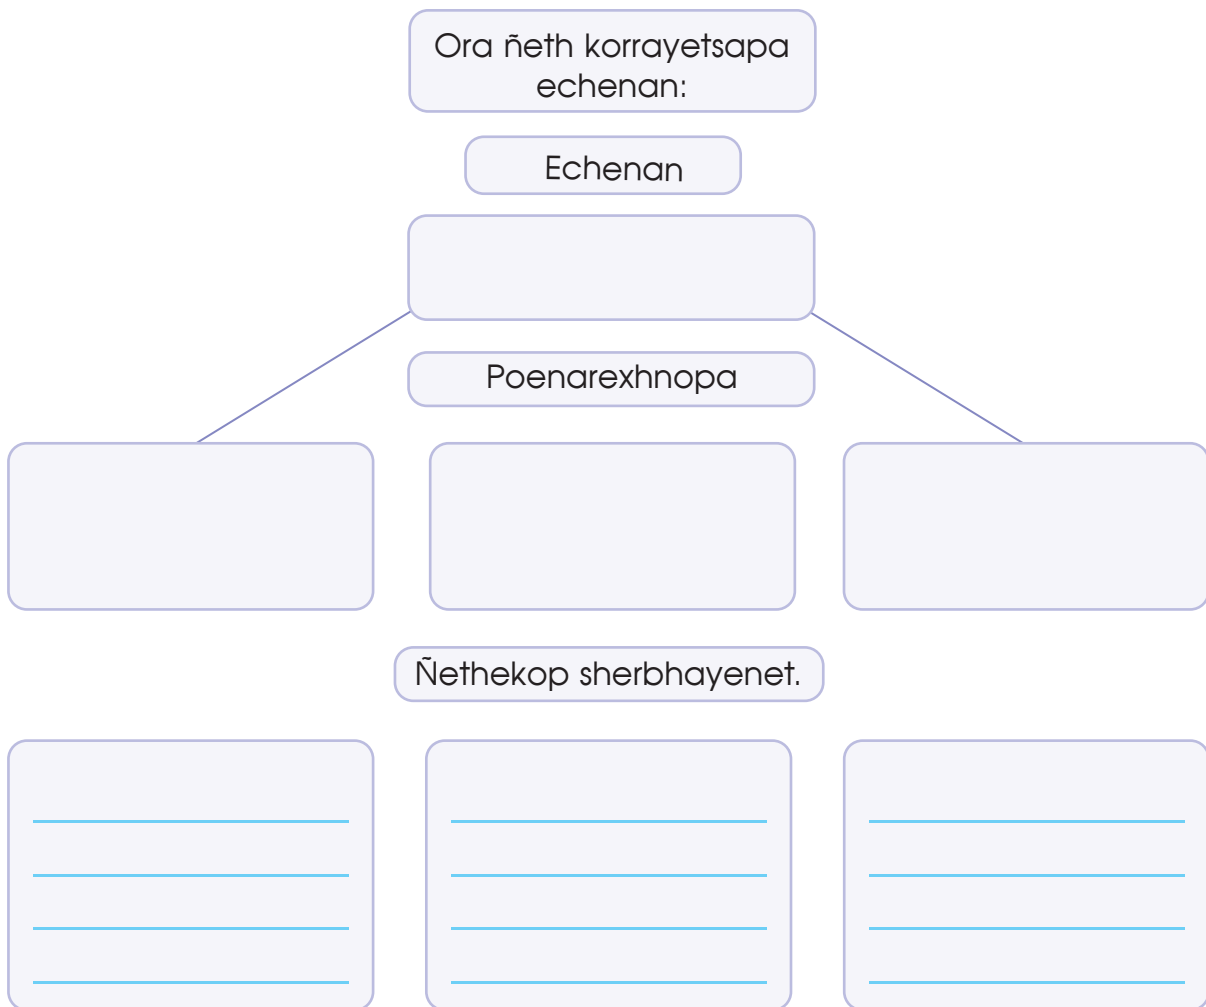 Ora ñeth korrayetsapa
echenan:
Echenan
Poenarexhnopa
Ñethekop sherbhayenet.